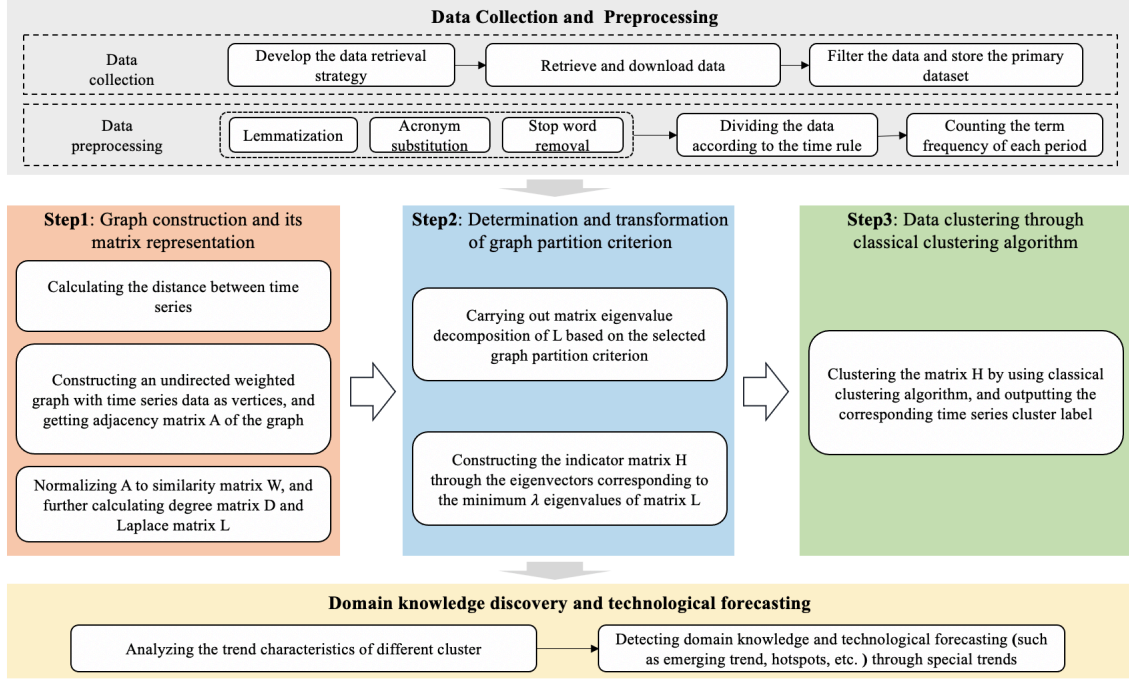 Data Collection and Preprocessing
Data
collection
Develop the data retrieval
strategy
Retrieve and download data
Filter the data and store the primary
dataset
Data
preprocessing
Lemmatization
Acronym
substitution
Stop word
removal
Dividing the data
according to the time rule
Counting the term
frequency of each period
Step1: Graph construction and its
matrix representation
Calculating the distance between time
series
Constructing an undirected weighted
graph with time series data as vertices, and
getting adjacency matrix A of the graph
Normalizing A to similarity matrix W, and
further calculating degree matrix D and
Laplace matrix L
Step2: Determination and transformation
of graph partition criterion
Carrying out matrix eigenvalue
decomposition of L based on the selected
graph partition criterion
Constructing the indicator matrix H
through the eigenvectors corresponding to
the minimum λ eigenvalues of matrix L
Step3: Data clustering through
classical clustering algorithm
Clustering the matrix H by using classical
clustering algorithm, and outputting the
corresponding time series cluster label
Domain knowledge discovery and technological forecasting
Analyzing the trend characteristics of different cluster
Detecting domain knowledge and technological forecasting (such
as emerging trend, hotspots, etc. ) through special trends